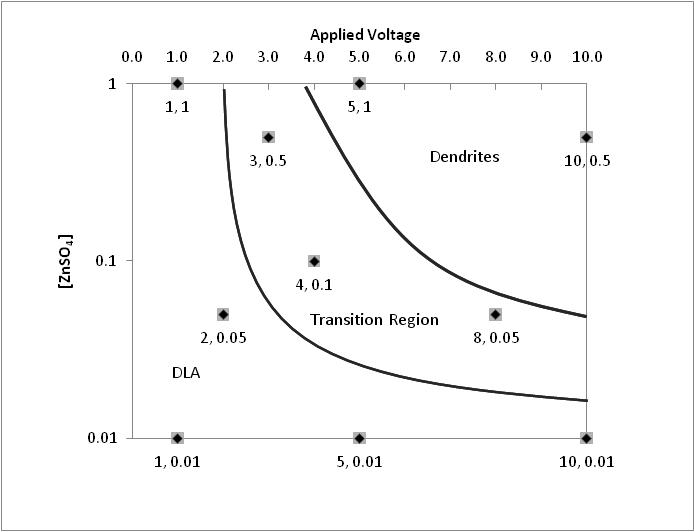 Applied Voltage
0.0 1.0 2.0 3.0 4.0 5.0 6.0 7.0 8.0 9.0 10.0
1
1, 1
5, 1
3, 0.5
Dendrites
10, 0.5
[ZnSO₄]
0.1
4, 0.1
Transition Region
2, 0.05
8, 0.05
DLA
0.01
1, 0.01
5, 0.01
10, 0.01